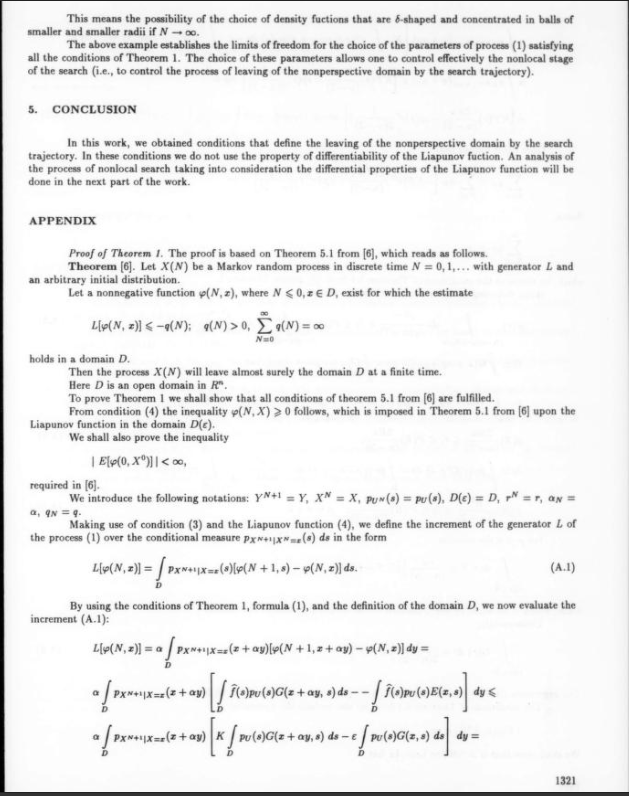 This means the possibility of the choice of density fuctions that are δ-shaped and concentrated in balls of
smaller and smaller radii if N → ∞.
The above example establishes the limits of freedom for the choice of the parameters of process (1) satisfying
all the conditions of Theorem 1. The choice of these parameters allows one to control effectively the nonlocal stage
of the search (i.e., to control the process of leaving of the nonperspective domain by the search trajectory).
5. CONCLUSION
In this work, we obtained conditions that define the leaving of the nonperspective domain by the search
trajectory. In these conditions we do not use the property of differentiability of the Liapunov fuction. An analysis of
the process of nonlocal search taking into consideration the differential properties of the Liapunov function will be
done in the next part of the work.
APPENDIX
Proof of Theorem 1. The proof is based on Theorem 5.1 from [6], which reads as follows.
Theorem [6]. Let X(N) be a Markov random process in discrete time N = 0, 1, ... with generator L and
an arbitrary initial distribution.
Let a nonnegative function φ(N, x), where N ⩽ 0, x ∈ D, exist for which the estimate
L[φ(N, x)] ⩽ −q(N); q(N) > 0, ∑_{N=0}^{∞} q(N) = ∞
holds in a domain D.
Then the process X(N) will leave almost surely the domain D at a finite time.
Here D is an open domain in Rⁿ.
To prove Theorem 1 we shall show that all conditions of theorem 5.1 from [6] are fulfilled.
From condition (4) the inequality φ(N, X) ⩾ 0 follows, which is imposed in Theorem 5.1 from [6] upon the
Liapunov function in the domain D(ε).
We shall also prove the inequality
| E[φ(0, X⁰)] | < ∞,
required in [6].
We introduce the following notations: Y^{N+1} = Y, X^N = X, p_{U^N}(s) = p_U(s), D(ε) = D, r^N = r, α_N =
α, q_N = q.
Making use of condition (3) and the Liapunov function (4), we define the increment of the generator L of
the process (1) over the conditional measure p_{X^{N+1}|X^N=x}(s) ds in the form
L[φ(N, x)] = ∫_D p_{X^{N+1}|X=x}(s)[φ(N + 1, s) − φ(N, x)] ds. (A.1)
By using the conditions of Theorem 1, formula (1), and the definition of the domain D, we now evaluate the
increment (A.1):
L[φ(N, x)] = α ∫_D p_{X^{N+1}|X=x}(x + αy)[φ(N + 1, x + αy) − φ(N, x)] dy =
α ∫_D p_{X^{N+1}|X=x}(x + αy) [ ∫_D f̂(s)p_U(s)G(x + αy, s) ds − − ∫_D f̂(s)p_U(s)E(x, s) ] dy ⩽
α ∫_D p_{X^{N+1}|X=x}(x + αy) [ K ∫_D p_U(s)G(x + αy, s) ds − ε ∫_D p_U(s)G(x, s) ds ] dy =
1321